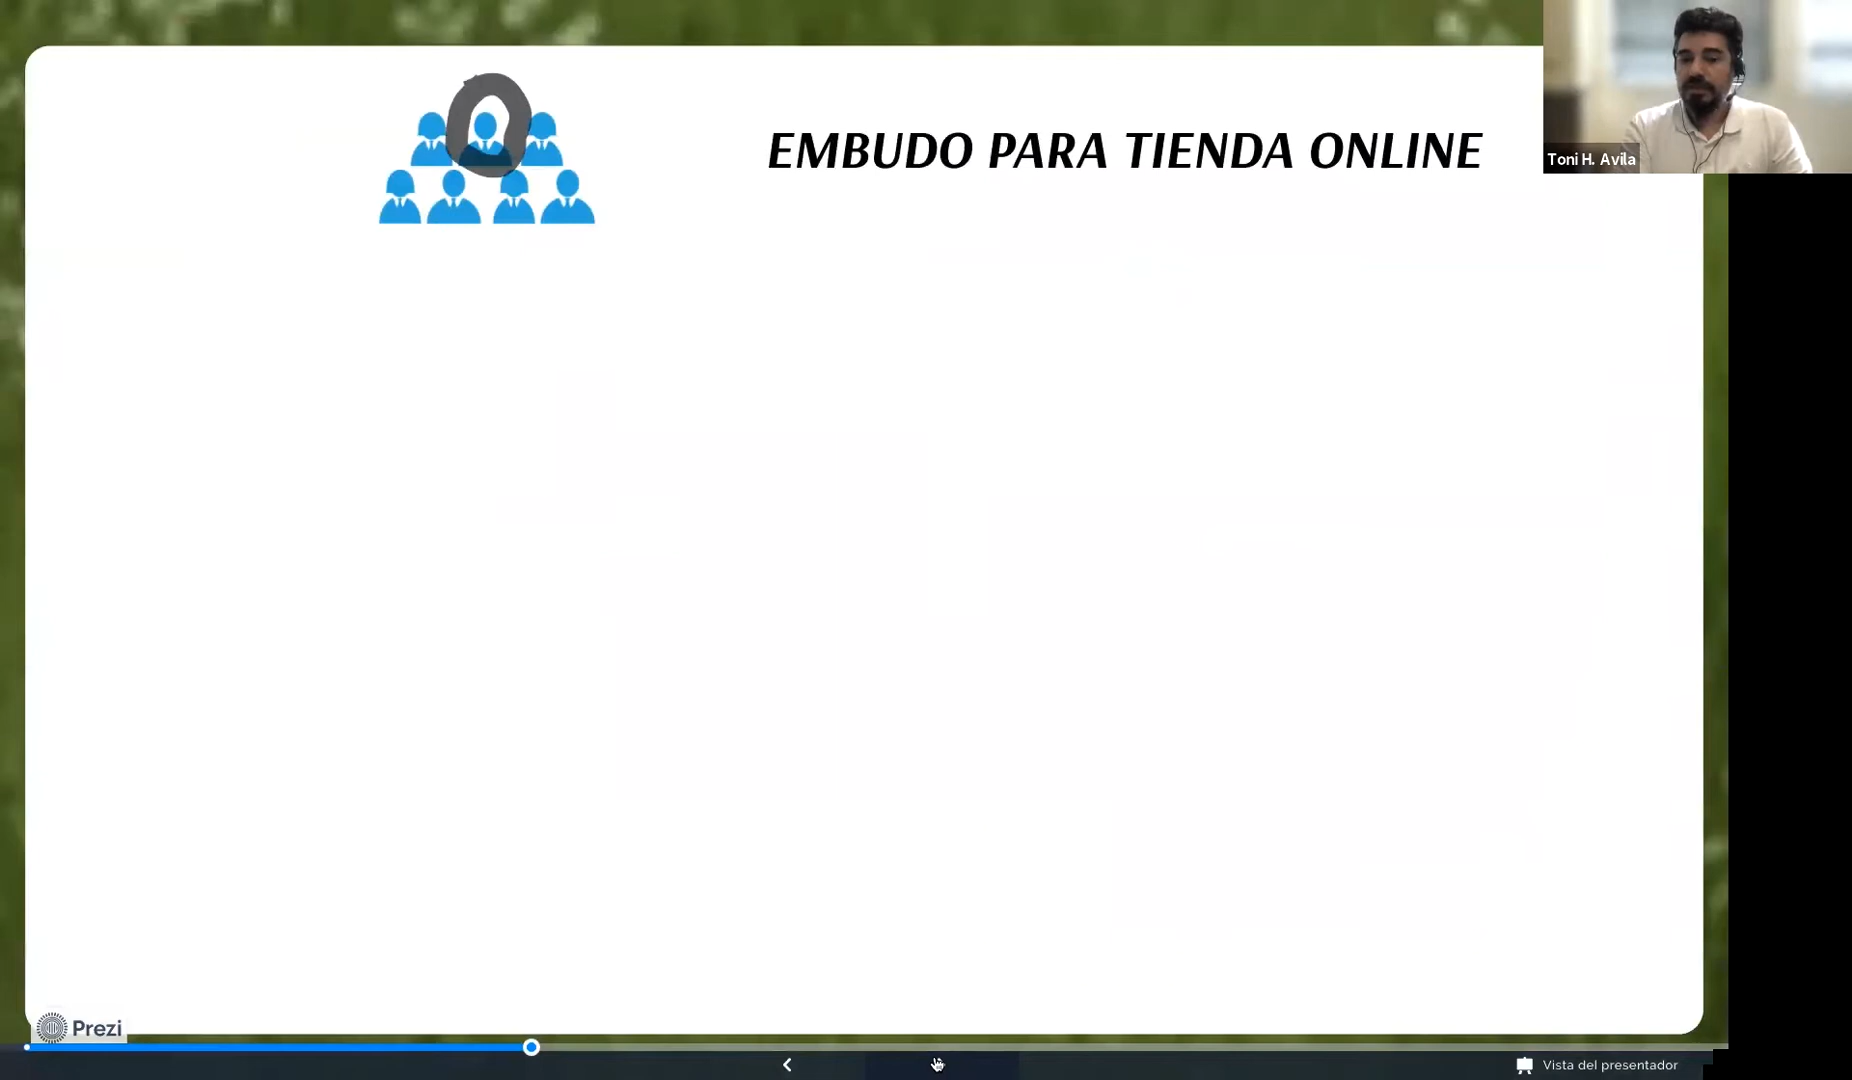 EMBUDO PARA TIENDA ONLINE
Toni H. Avila
Prezi
Vista del presentador